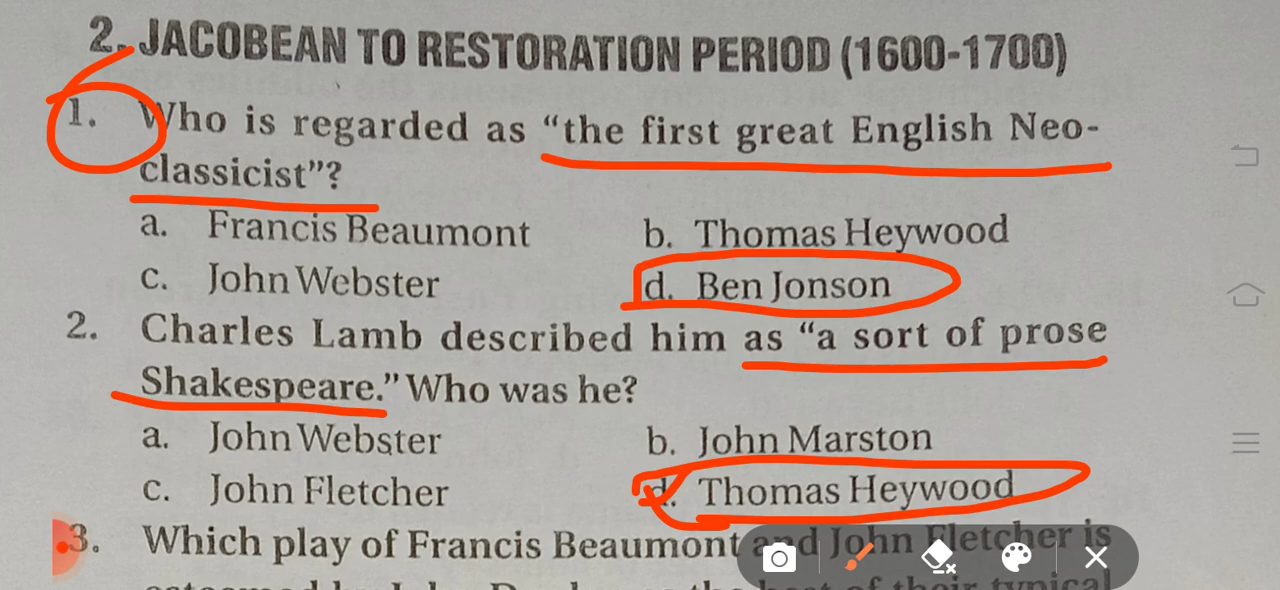 2. JACOBEAN TO RESTORATION PERIOD (1600-1700)
1. Who is regarded as “the first great English Neo-
classicist”?
a. Francis Beaumont b. Thomas Heywood
c. John Webster d. Ben Jonson
2. Charles Lamb described him as “a sort of prose
Shakespeare.” Who was he?
a. John Webster b. John Marston
c. John Fletcher d. Thomas Heywood
3. Which play of Francis Beaumont and John Fletcher is
of their typical